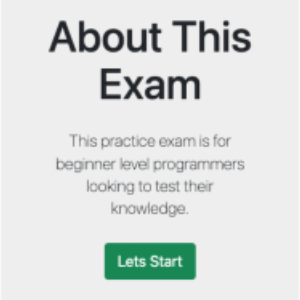 About This
Exam
This practice exam is for
beginner level programmers
looking to test their
knowledge.
Lets Start